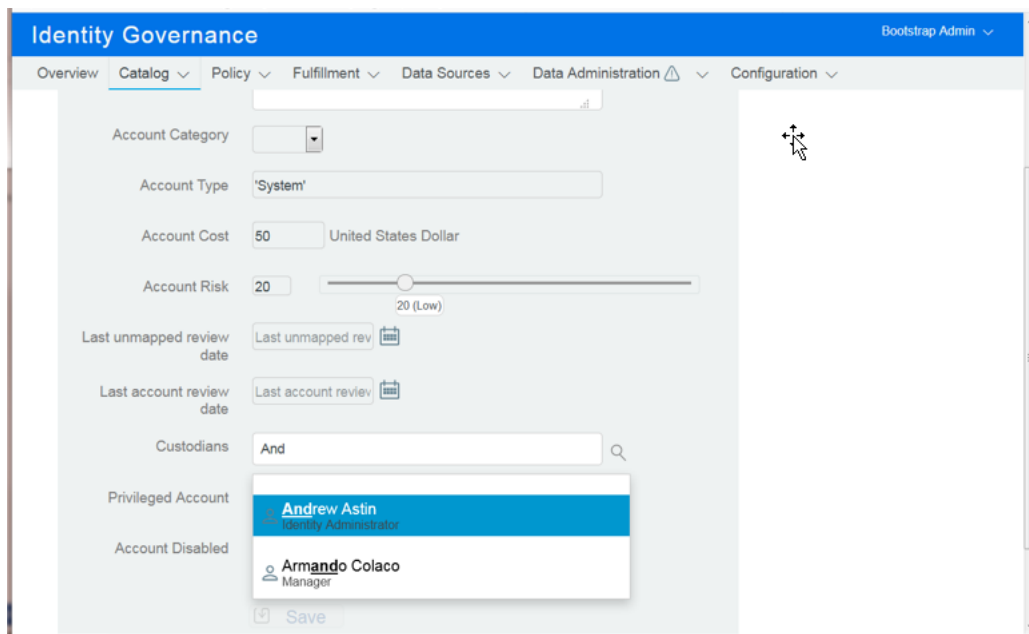 Identity Governance
Bootstrap Admin
Overview Catalog Policy Fulfillment Data Sources Data Administration Configuration
Account Category
Account Type 'System'
Account Cost 50 United States Dollar
Account Risk 20
20 (Low)
Last unmapped review Last unmapped rev
date
Last account review Last account review
date
Custodians And
Privileged Account
Andrew Astin
Identity Administrator
Account Disabled
Armando Colaco
Manager
Save